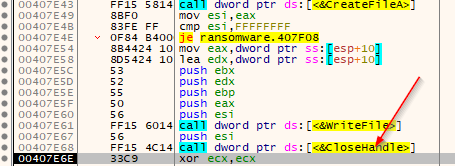 00407E43 FF15 5814 call dword ptr ds:[<&CreateFileA>]
00407E49 8BF0 mov esi,eax
00407E4B 83FE FF cmp esi,FFFFFFFF
00407E4E 0F84 B400 je ransomware.407F08
00407E54 8B4424 10 mov eax,dword ptr ss:[esp+10]
00407E58 8D5424 10 lea edx,dword ptr ss:[esp+10]
00407E5C 53 push ebx
00407E5D 52 push edx
00407E5E 55 push ebp
00407E5F 50 push eax
00407E60 56 push esi
00407E61 FF15 6014 call dword ptr ds:[<&WriteFile>]
00407E67 56 push esi
00407E68 FF15 4C14 call dword ptr ds:[<&CloseHandle>]
00407E6E 33C9 xor ecx,ecx